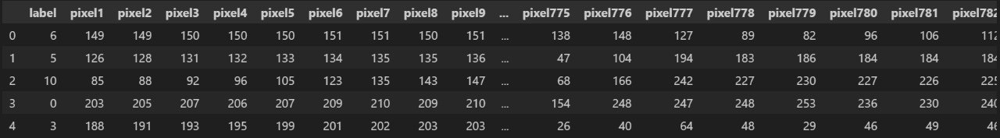 label pixel1 pixel2 pixel3 pixel4 pixel5 pixel6 pixel7 pixel8 pixel9 ... pixel775 pixel776 pixel777 pixel778 pixel779 pixel780 pixel781 pixel782
0 6 149 149 150 150 150 151 151 150 151 ... 138 148 127 89 82 96 106 112
1 5 126 128 131 132 133 134 135 135 136 ... 47 104 194 183 186 184 184 184
2 10 85 88 92 96 105 123 135 143 147 ... 68 166 242 227 230 227 226 225
3 0 203 205 207 206 207 209 210 209 210 ... 154 248 247 248 253 236 230 240
4 3 188 191 193 195 199 201 202 203 203 ... 26 40 64 48 29 46 49 46